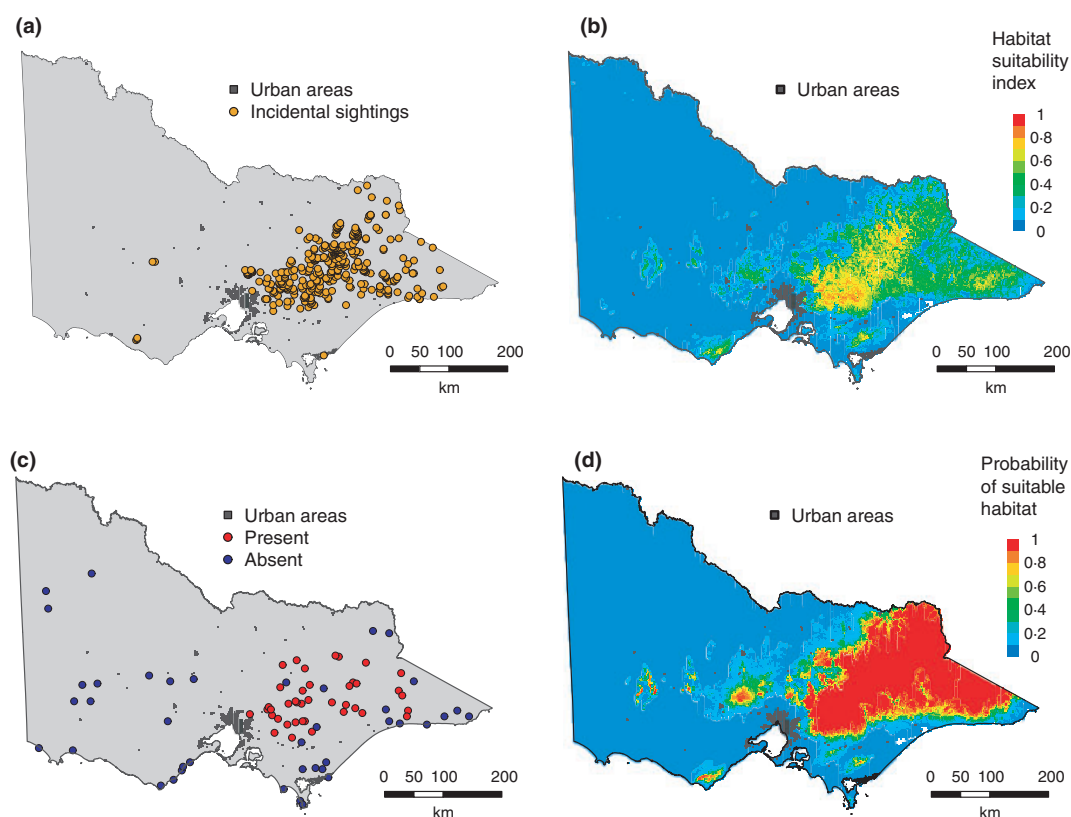 (a)
Urban areas
Incidental sightings
0 50 100 200
km
(b)
Urban areas
Habitat
suitability
index
1
0·8
0·6
0·4
0·2
0
0 50 100 200
km
(c)
Urban areas
Present
Absent
0 50 100 200
km
(d)
Urban areas
Probability
of suitable
habitat
1
0·8
0·6
0·4
0·2
0
0 50 100 200
km